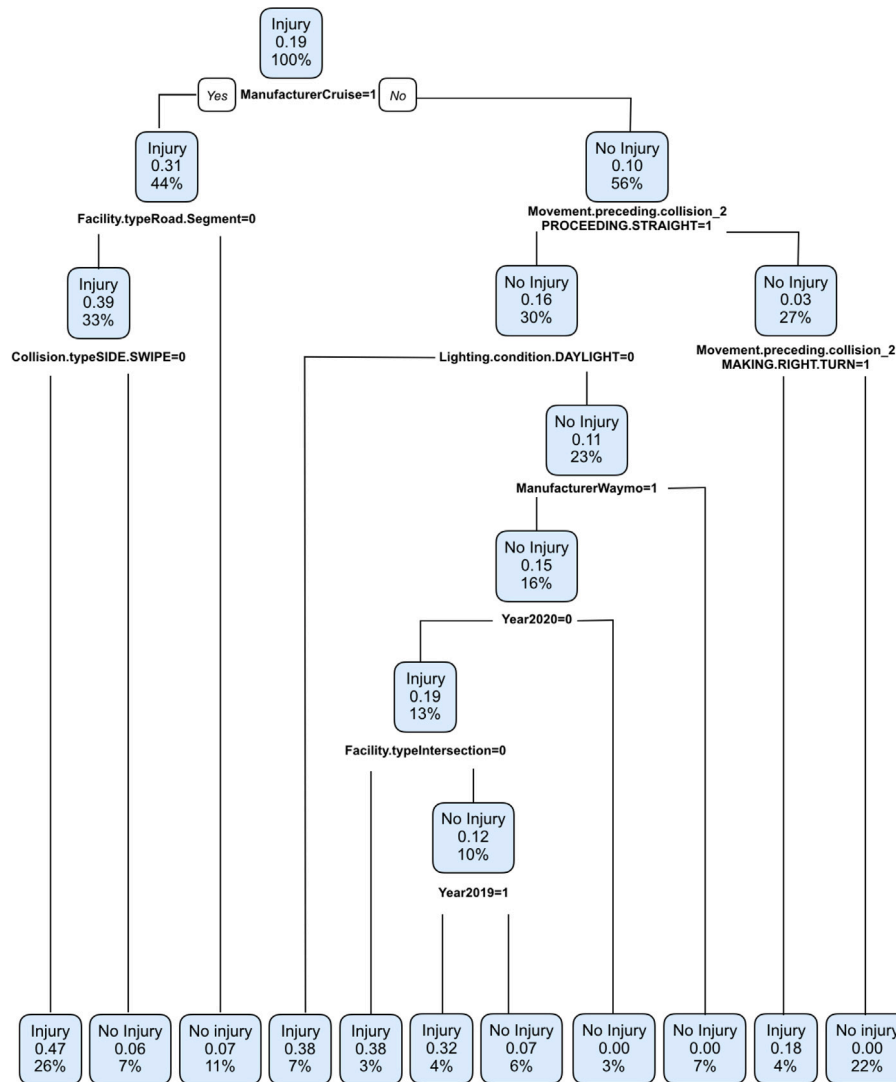 Injury
0.19
100%
Yes
ManufacturerCruise=1
No
Injury
0.31
44%
No Injury
0.10
56%
Facility.typeRoad.Segment=0
Movement.preceding.collision_2
PROCEEDING.STRAIGHT=1
Injury
0.39
33%
No Injury
0.16
30%
No Injury
0.03
27%
Collision.typeSIDE.SWIPE=0
Lighting.condition.DAYLIGHT=0
Movement.preceding.collision_2
MAKING.RIGHT.TURN=1
No Injury
0.11
23%
ManufacturerWaymo=1
No Injury
0.15
16%
Year2020=0
Injury
0.19
13%
Facility.typeIntersection=0
No Injury
0.12
10%
Year2019=1
Injury
0.47
26%
No Injury
0.06
7%
No injury
0.07
11%
Injury
0.38
7%
Injury
0.38
3%
Injury
0.32
4%
No Injury
0.07
6%
No Injury
0.00
3%
No Injury
0.00
7%
Injury
0.18
4%
No injury
0.00
22%